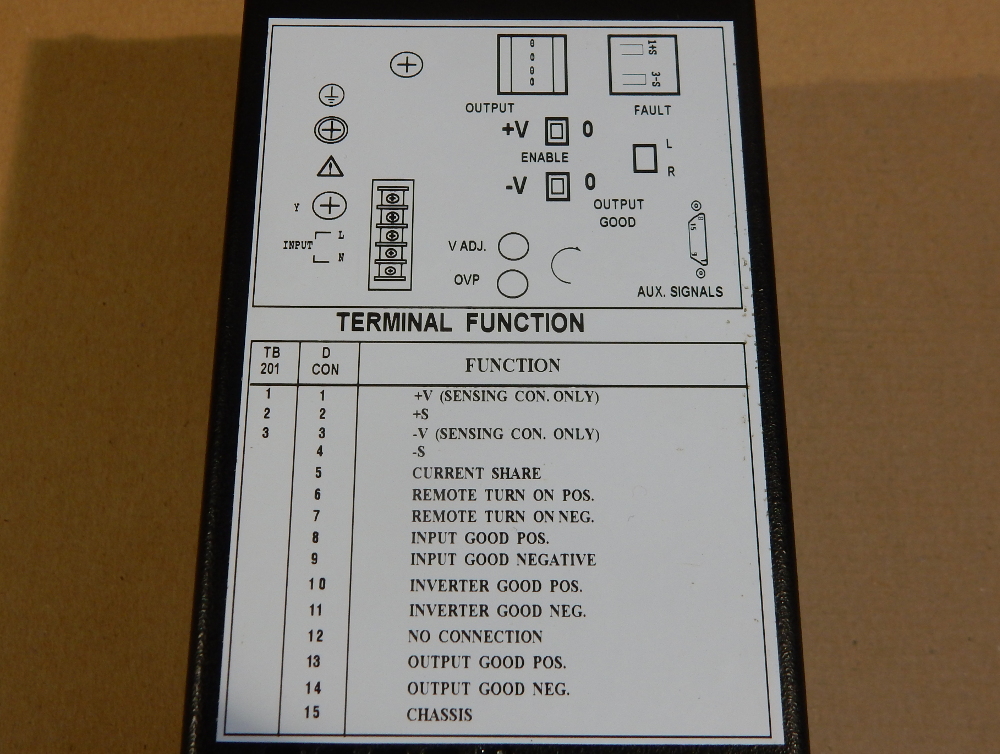 1+S
3-S
OUTPUT
FAULT
+V 0
ENABLE
L
R
-V 0
OUTPUT
GOOD
Y
INPUT
L
N
V ADJ.
OVP
15
9
AUX. SIGNALS
TERMINAL FUNCTION
TB 201 D CON FUNCTION
1 1 +V (SENSING CON. ONLY)
2 2 +S
3 3 -V (SENSING CON. ONLY)
4 -S
5 CURRENT SHARE
6 REMOTE TURN ON POS.
7 REMOTE TURN ON NEG.
8 INPUT GOOD POS.
9 INPUT GOOD NEGATIVE
10 INVERTER GOOD POS.
11 INVERTER GOOD NEG.
12 NO CONNECTION
13 OUTPUT GOOD POS.
14 OUTPUT GOOD NEG.
15 CHASSIS